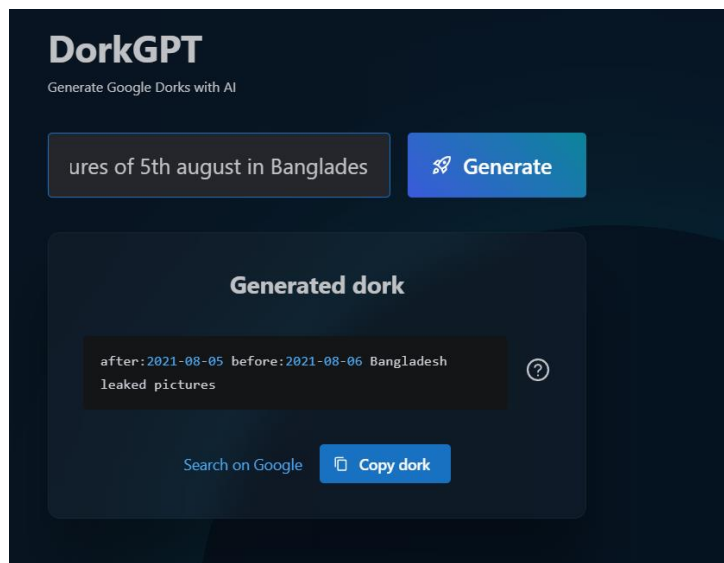 DorkGPT
Generate Google Dorks with AI
ures of 5th august in Banglades
Generate
Generated dork
after:2021-08-05 before:2021-08-06 Bangladesh
leaked pictures
?
Search on Google
Copy dork